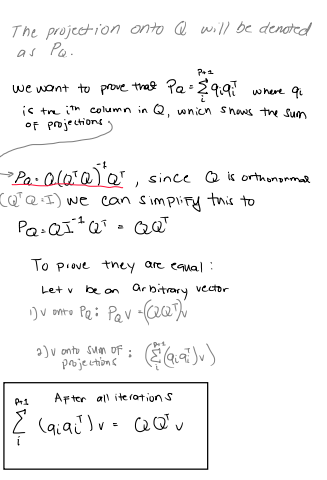 The projection onto Q will be denoted
as P_Q.
we want to prove that P_Q = \sum_{i}^{p+1} q_i q_i^T where q_i
is the i^th column in Q, which shows the sum
of projections
→ P_Q = Q(Q^T Q)^{-1} Q^T, since Q is orthonormal
(Q^T Q = I) we can simplify this to
P_Q = Q I^{-1} Q^T = QQ^T
To prove they are equal:
Let v be an arbitrary vector
1) v onto P_Q: P_Q v = (QQ^T)v
2) v onto sum of projections: (\sum_{i}^{p+1} (q_i q_i^T) v)
After all iterations
\sum_{i}^{p+1} (q_i q_i^T) v = QQ^T v